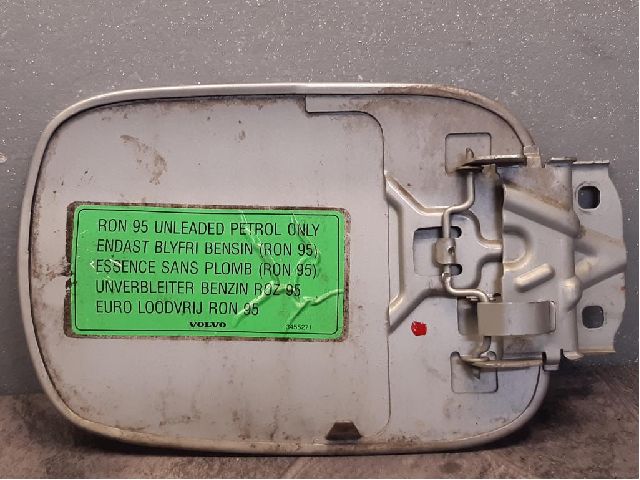 RON 95 UNLEADED PETROL ONLY
ENDAST BLYFRI BENSIN (RON 95)
ESSENCE SANS PLOMB (RON 95)
UNVERBLEITER BENZIN ROZ 95
EURO LOODVRIJ RON 95
VOLVO 3455271